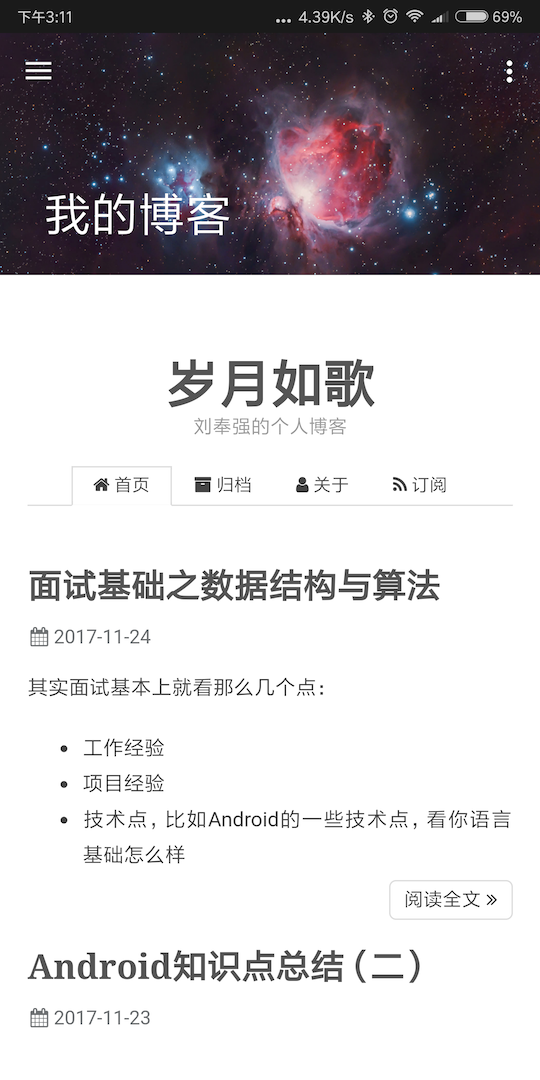 下午3:11 ... 4.39K/s 69%
我的博客
岁月如歌
刘奉强的个人博客
首页 归档 关于 订阅
面试基础之数据结构与算法
2017-11-24
其实面试基本上就看那么几个点：
• 工作经验
• 项目经验
• 技术点，比如Android的一些技术点，看你语言
基础怎么样
阅读全文 »
Android知识点总结（二）
2017-11-23